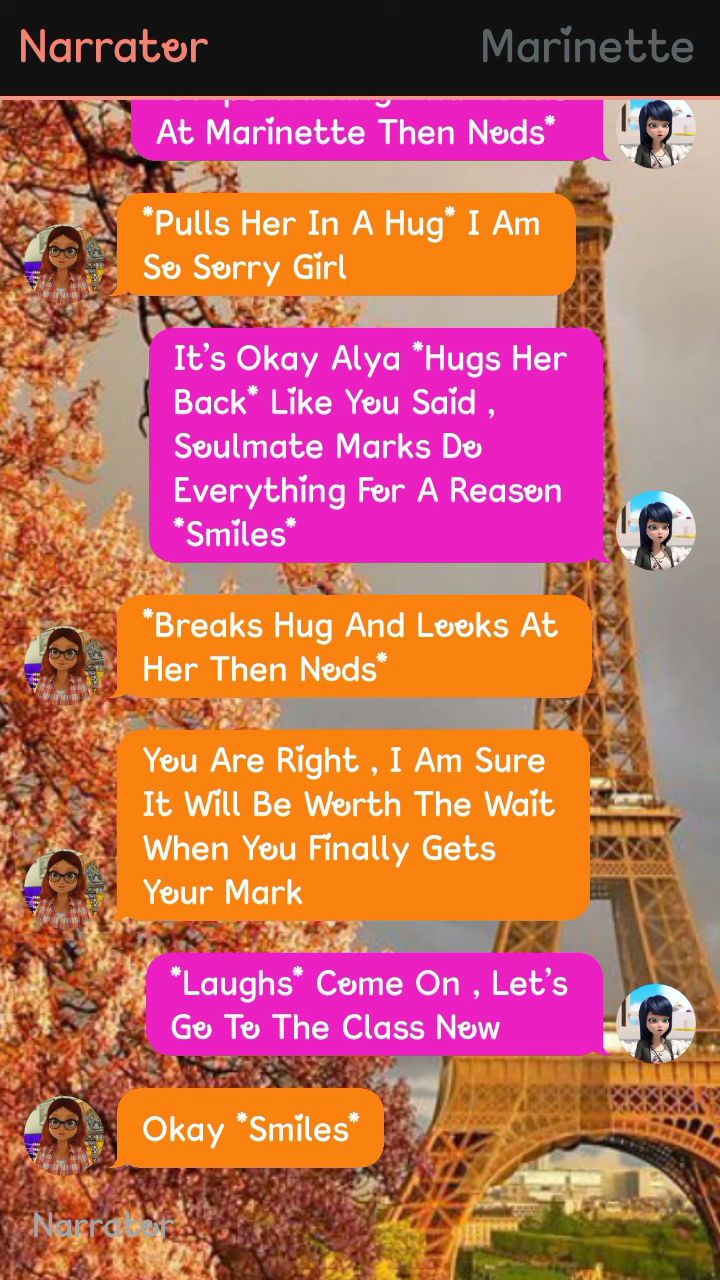 Narrator
Marinette
At Marinette Then Nods*
*Pulls Her In A Hug* I Am
So Sorry Girl
It's Okay Alya *Hugs Her
Back* Like You Said ,
Soulmate Marks Do
Everything For A Reason
*Smiles*
*Breaks Hug And Looks At
Her Then Nods*
You Are Right , I Am Sure
It Will Be Worth The Wait
When You Finally Gets
Your Mark
*Laughs* Come On , Let's
Go To The Class Now
Okay *Smiles*
Narrator